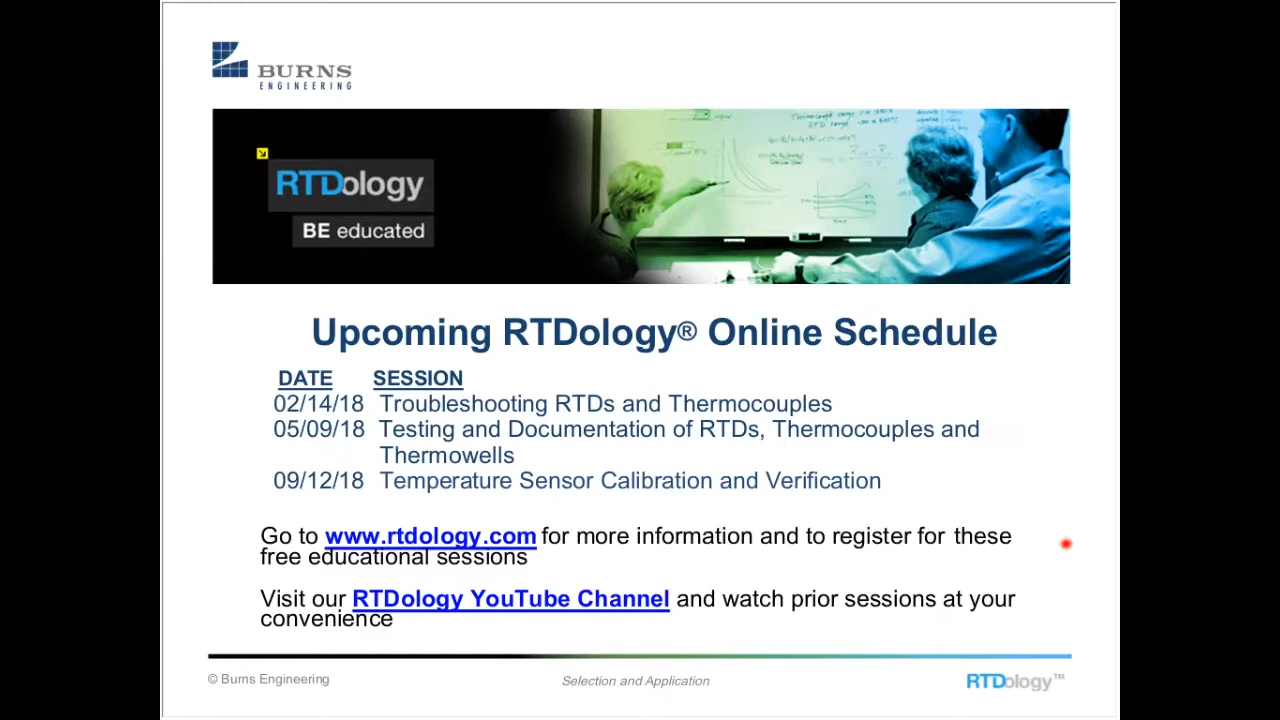 BURNS
ENGINEERING
RTDology
BE educated
Upcoming RTDology® Online Schedule
DATE SESSION
02/14/18 Troubleshooting RTDs and Thermocouples
05/09/18 Testing and Documentation of RTDs, Thermocouples and
Thermowells
09/12/18 Temperature Sensor Calibration and Verification
Go to www.rtdology.com for more information and to register for these
free educational sessions
Visit our RTDology YouTube Channel and watch prior sessions at your
convenience
© Burns Engineering Selection and Application RTDology™